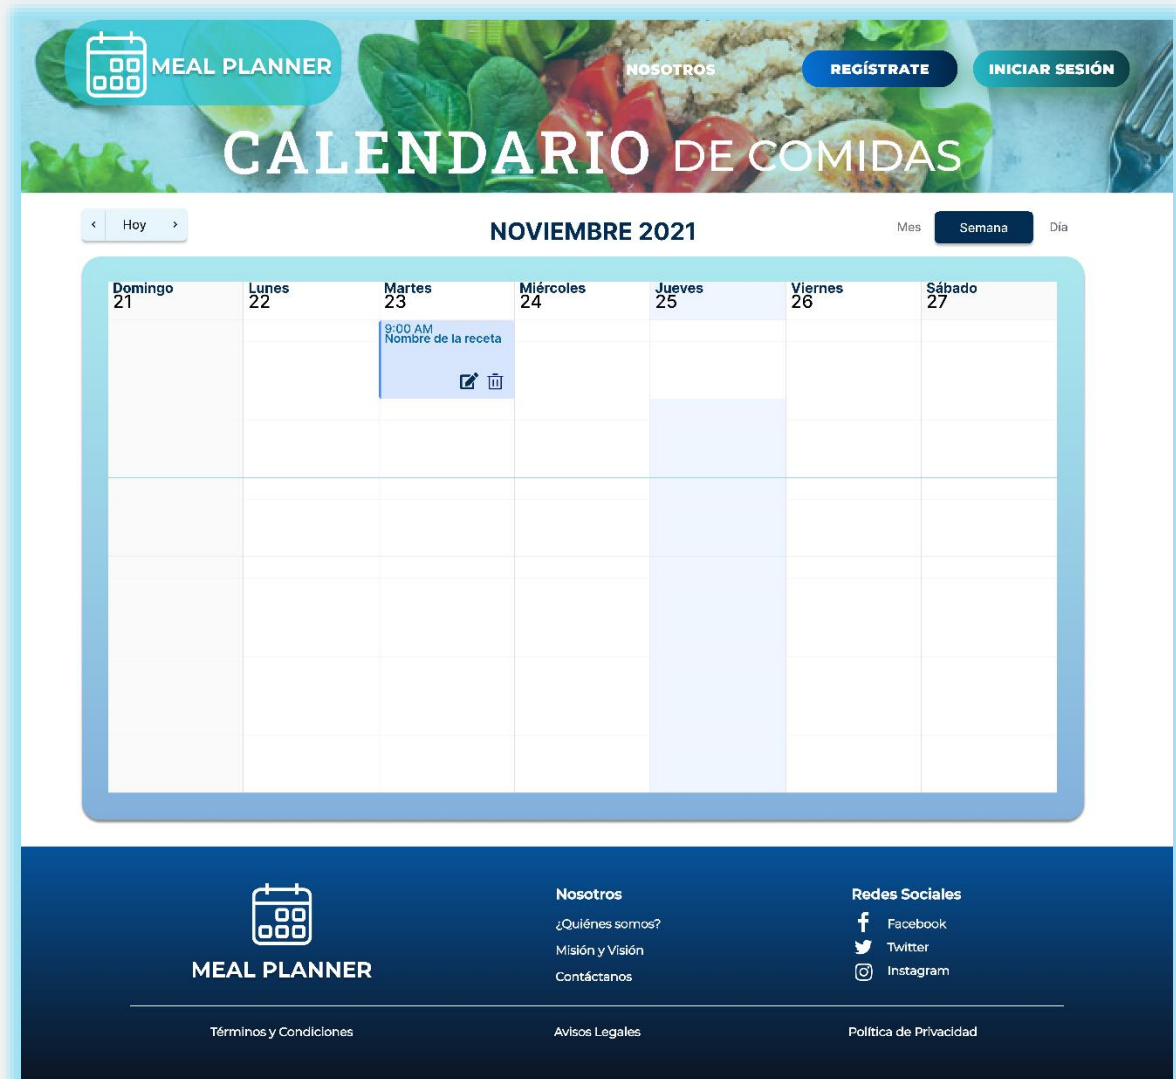 MEAL PLANNER
NOSOTROS
REGÍSTRATE
INICIAR SESIÓN
CALENDARIO DE COMIDAS
Hoy
NOVIEMBRE 2021
Mes
Semana
Día
Domingo
21
Lunes
22
Martes
23
Miércoles
24
Jueves
25
Viernes
26
Sábado
27
9:00 AM
Nombre de la receta
MEAL PLANNER
Nosotros
¿Quiénes somos?
Misión y Visión
Contáctanos
Redes Sociales
Facebook
Twitter
Instagram
Términos y Condiciones
Avisos Legales
Política de Privacidad